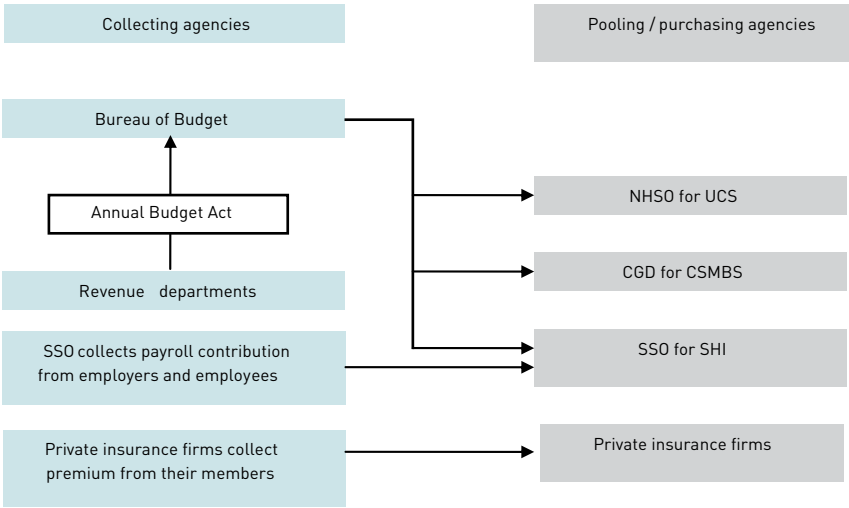 Collecting agencies
Pooling / purchasing agencies
Bureau of Budget
Annual Budget Act
Revenue departments
NHSO for UCS
CGD for CSMBS
SSO collects payroll contribution
from employers and employees
SSO for SHI
Private insurance firms collect
premium from their members
Private insurance firms